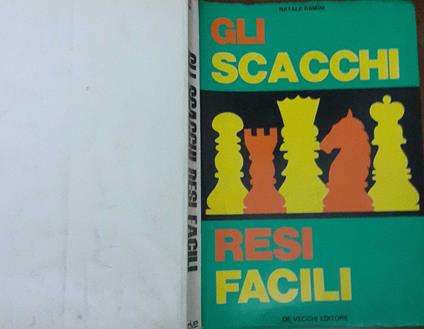 NATALE RAMINI
GLI
SCACCHI
RESI
FACILI
DE VECCHI EDITORE
GLI SCACCHI RESI FACILI